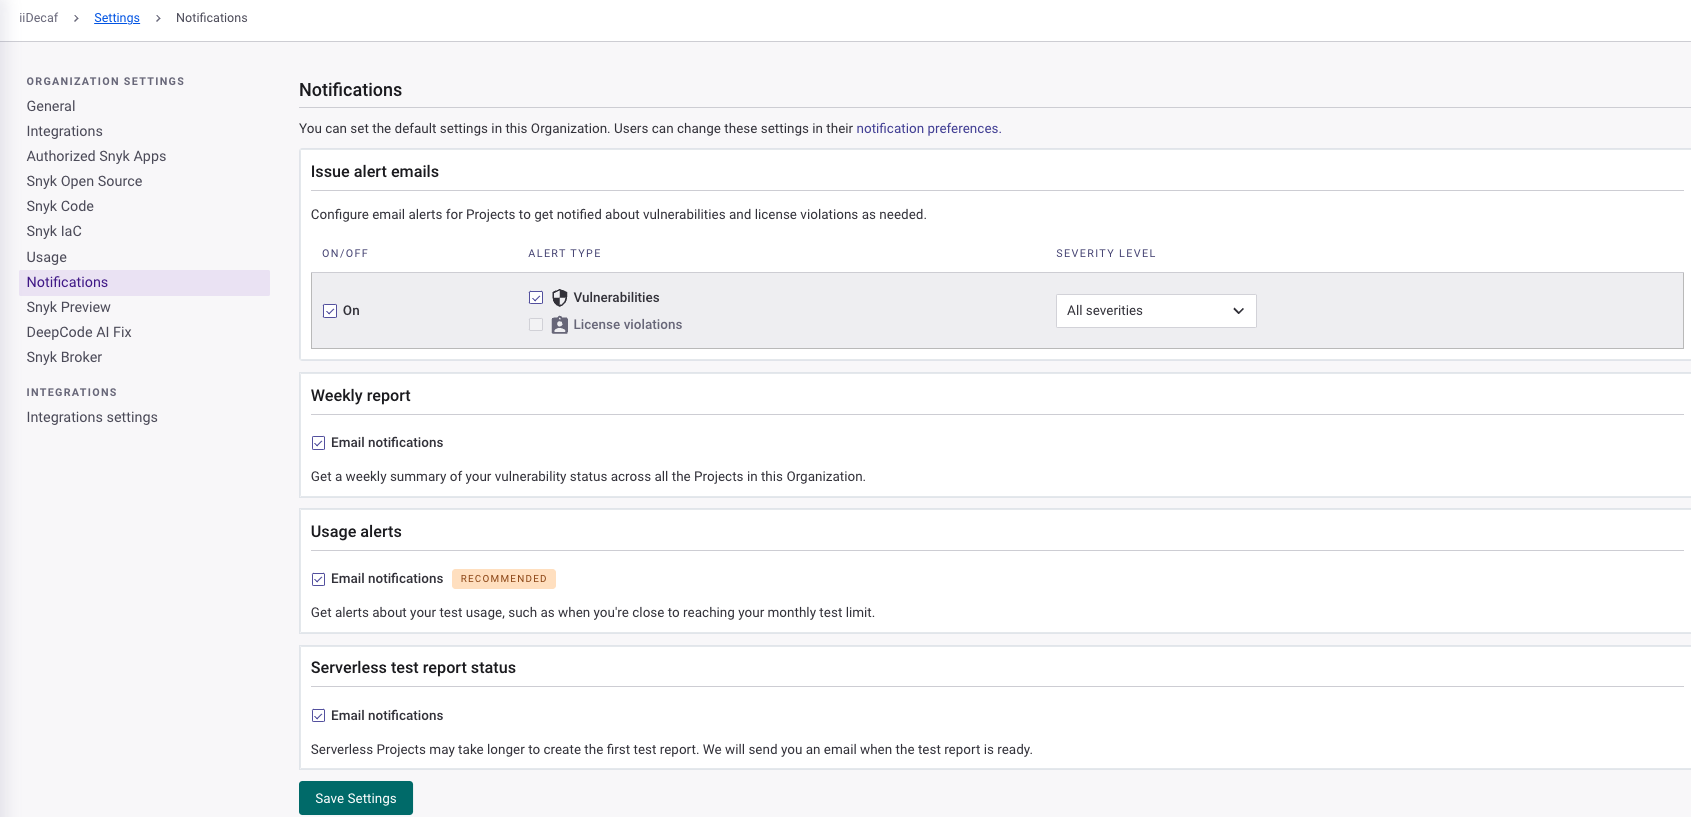 iiDecaf > Settings > Notifications
ORGANIZATION SETTINGS
General
Integrations
Authorized Snyk Apps
Snyk Open Source
Snyk Code
Snyk IaC
Usage
Notifications
Snyk Preview
DeepCode AI Fix
Snyk Broker
INTEGRATIONS
Integrations settings
Notifications
You can set the default settings in this Organization. Users can change these settings in their notification preferences.
Issue alert emails
Configure email alerts for Projects to get notified about vulnerabilities and license violations as needed.
ON/OFF ALERT TYPE SEVERITY LEVEL
On
Vulnerabilities
License violations
All severities
Weekly report
Email notifications
Get a weekly summary of your vulnerability status across all the Projects in this Organization.
Usage alerts
Email notifications RECOMMENDED
Get alerts about your test usage, such as when you're close to reaching your monthly test limit.
Serverless test report status
Email notifications
Serverless Projects may take longer to create the first test report. We will send you an email when the test report is ready.
Save Settings